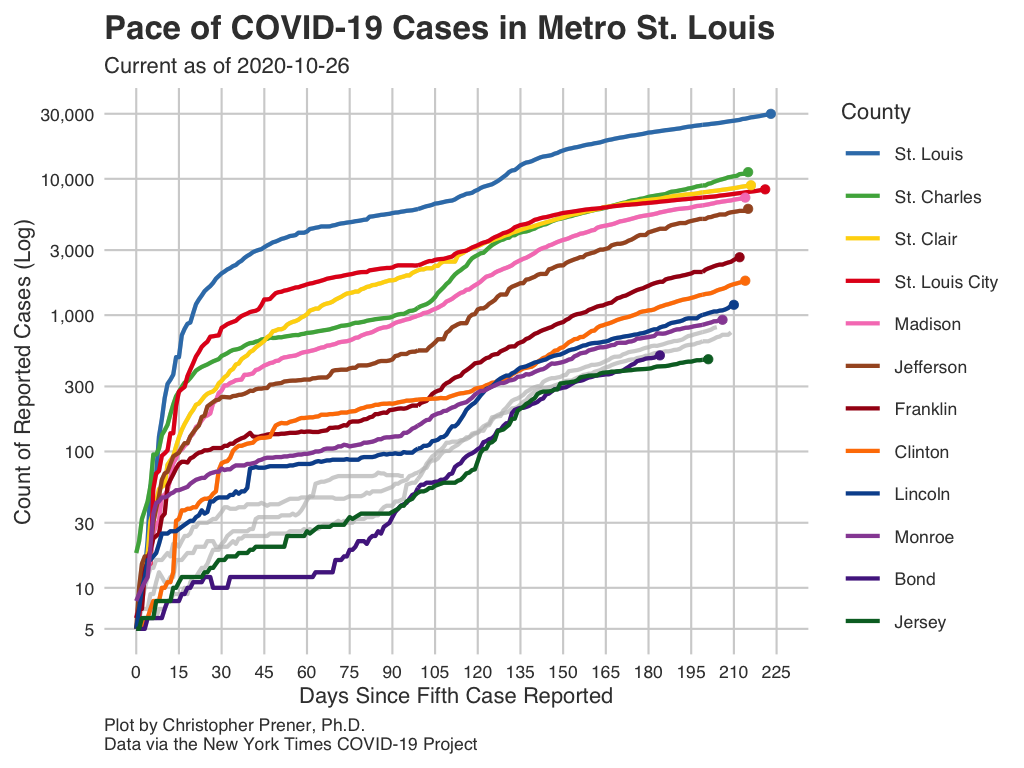 Pace of COVID-19 Cases in Metro St. Louis
Current as of 2020-10-26
Count of Reported Cases (Log)
30,000
10,000
3,000
1,000
300
100
30
10
5
0 15 30 45 60 75 90 105 120 135 150 165 180 195 210 225
Days Since Fifth Case Reported
County
St. Louis
St. Charles
St. Clair
St. Louis City
Madison
Jefferson
Franklin
Clinton
Lincoln
Monroe
Bond
Jersey
Plot by Christopher Prener, Ph.D.
Data via the New York Times COVID-19 Project